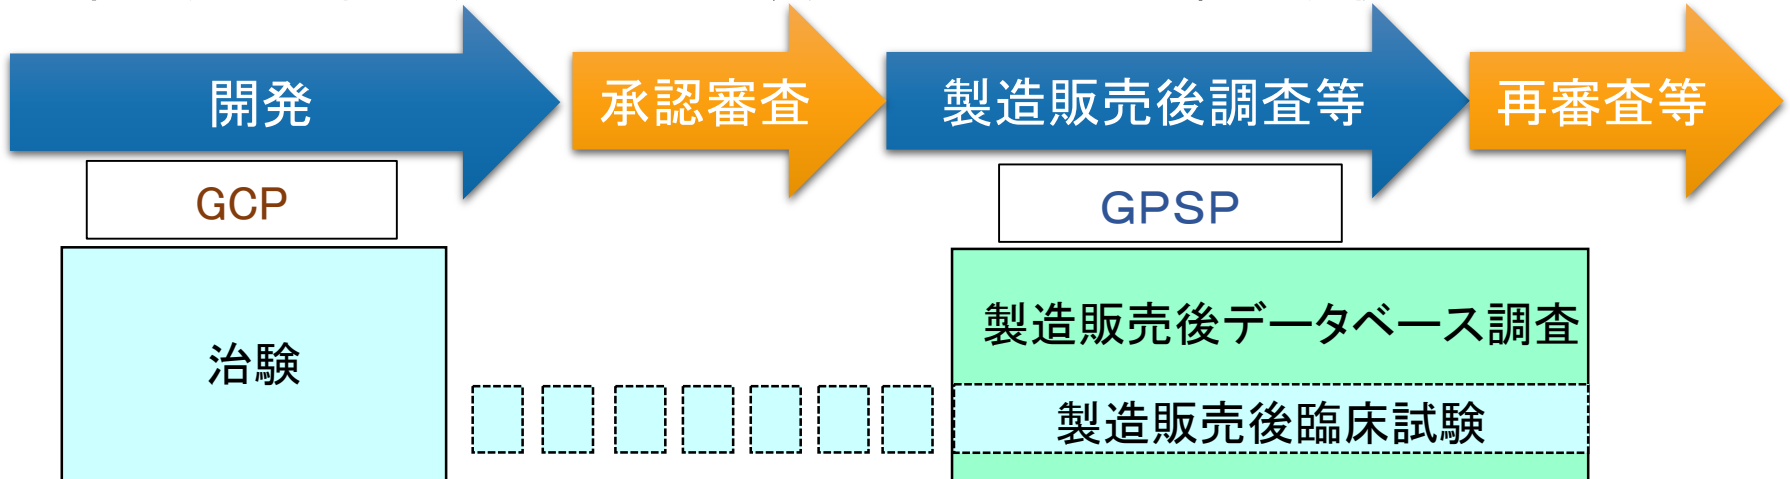 開発
承認審査
製造販売後調査等
再審査等
GCP
GPSP
治験
製造販売後データベース調査
製造販売後臨床試験